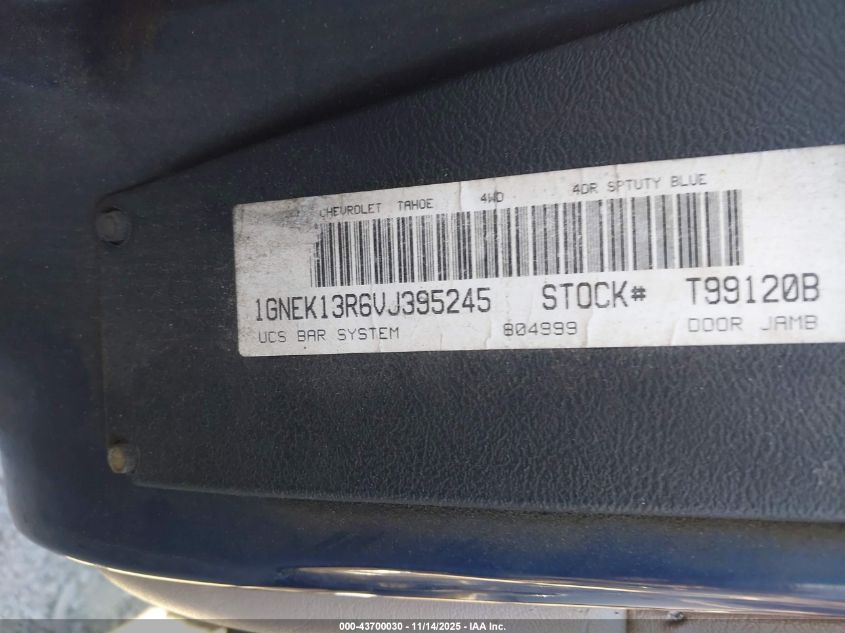 CHEVROLET TAHOE 4WD 4DR SPTUTY BLUE
1GNEK13R6VJ395245 STOCK# T99120B
UCS BAR SYSTEM 804999 DOOR JAMB
000-43700030 - 11/14/2025 - IAA Inc.